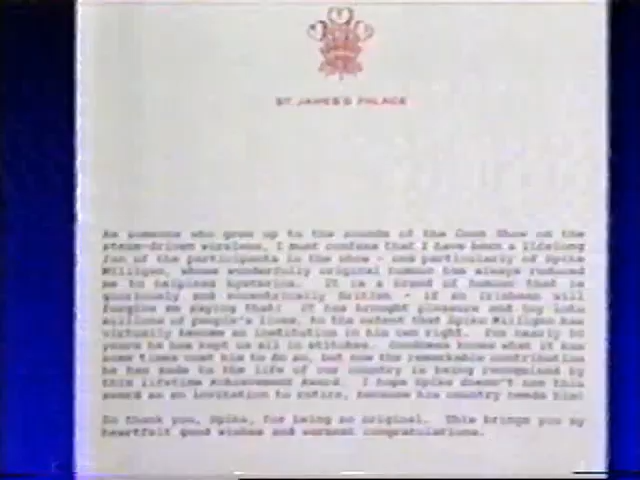 ST. JAMES'S PALACE
As someone who grew up to the sounds of the Goon Show on the
steam-driven wireless, I must confess that I have been a lifelong
fan of the participants in the show - and particularly of Spike
Milligan, whose wonderfully original humour has always reduced
me to helpless hysteria. It is a brand of humour that is
gloriously and eccentrically British - if an Irishman will
forgive me saying that! It has brought pleasure and joy into
millions of people's lives, to the extent that Spike Milligan has
virtually become an institution in his own right. For nearly 50
years he has kept us all in stitches. Goodness knows what it has
some times cost him to do so, but now the remarkable contribution
he has made to the life of our country is being recognised by
this Lifetime Achievement Award. I hope Spike doesn't see this
award as an invitation to retire, because his country needs him!
So thank you, Spike, for being so original. This brings you my
heartfelt good wishes and warmest congratulations.